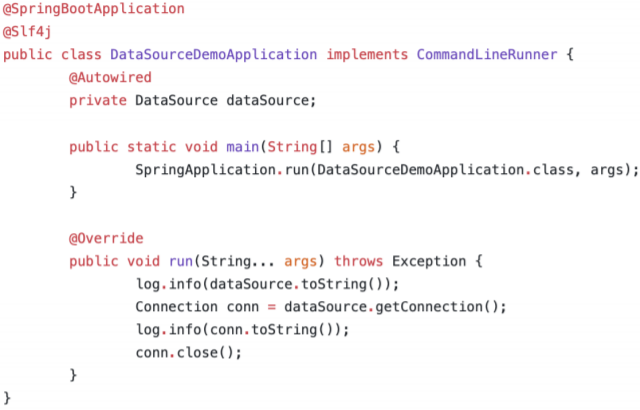 @SpringBootApplication
@Slf4j
public class DataSourceDemoApplication implements CommandLineRunner {
@Autowired
private DataSource dataSource;
public static void main(String[] args) {
SpringApplication.run(DataSourceDemoApplication.class, args);
}
@Override
public void run(String... args) throws Exception {
log.info(dataSource.toString());
Connection conn = dataSource.getConnection();
log.info(conn.toString());
conn.close();
}
}